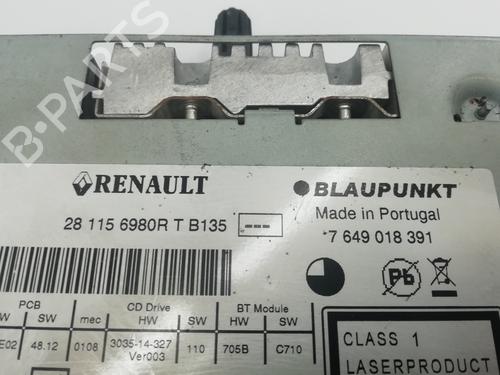 B-PARTS
RENAULT
BLAUPUNKT
28 115 6980R T B135
Made in Portugal
*7 649 018 391
Pb
PCB
CD Drive
BT Module
SW
mec
HW
SW
HW
SW
E02
48.12
0108
3035-14-327
Ver003
110
705B
C710
CLASS 1
LASERPRODUCT